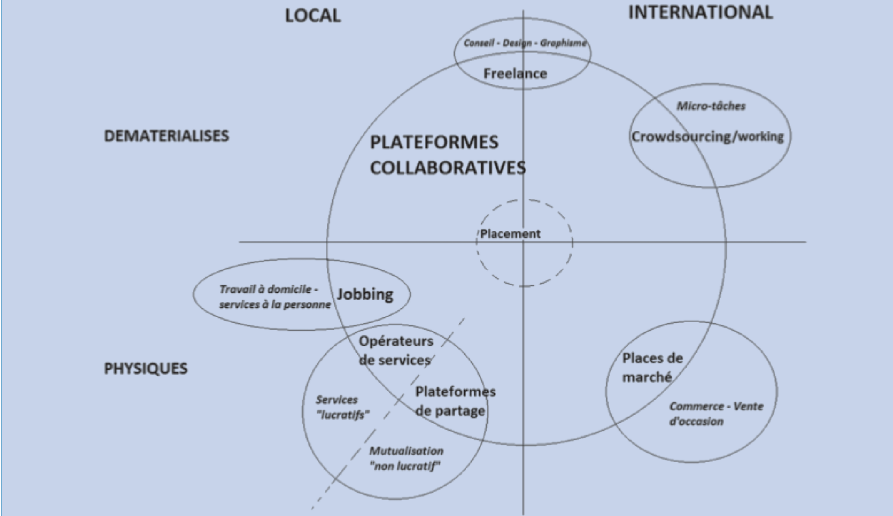 LOCAL
INTERNATIONAL
Conseil - Design - Graphisme
Freelance
Micro-tâches
Crowdsourcing/working
DEMATERIALISES
PLATEFORMES
COLLABORATIVES
Placement
Travail à domicile -
services à la personne
Jobbing
Opérateurs
de services
Places de
marché
PHYSIQUES
Plateformes
de partage
Services
"lucratifs"
Commerce - Vente
d'occasion
Mutualisation
"non lucratif"